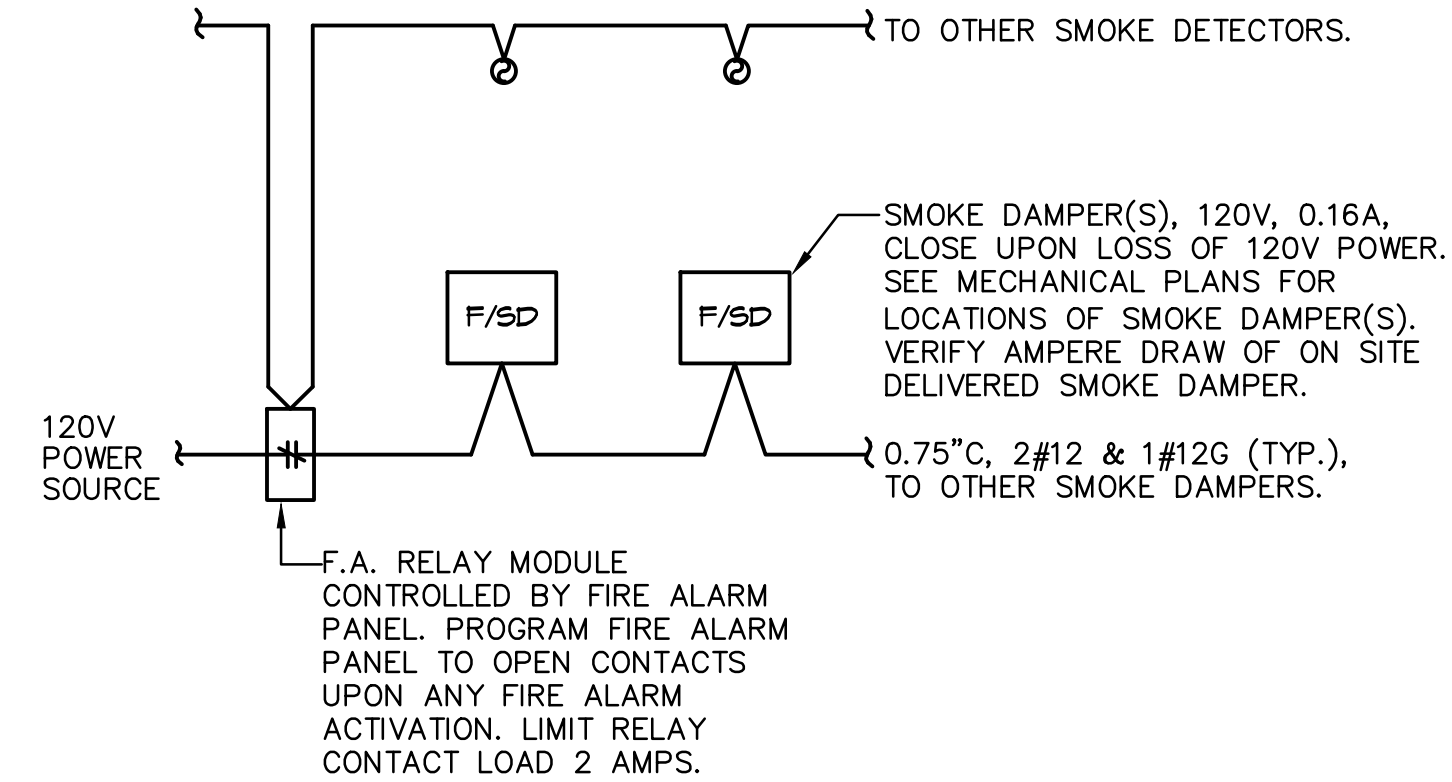 TO OTHER SMOKE DETECTORS.
SMOKE DAMPER(S), 120V, 0.16A,
CLOSE UPON LOSS OF 120V POWER.
SEE MECHANICAL PLANS FOR
LOCATIONS OF SMOKE DAMPER(S).
VERIFY AMPERE DRAW OF ON SITE
DELIVERED SMOKE DAMPER.
F/SD
F/SD
120V
POWER
SOURCE
0.75”C, 2#12 & 1#12G (TYP.),
TO OTHER SMOKE DAMPERS.
F.A. RELAY MODULE
CONTROLLED BY FIRE ALARM
PANEL. PROGRAM FIRE ALARM
PANEL TO OPEN CONTACTS
UPON ANY FIRE ALARM
ACTIVATION. LIMIT RELAY
CONTACT LOAD 2 AMPS.